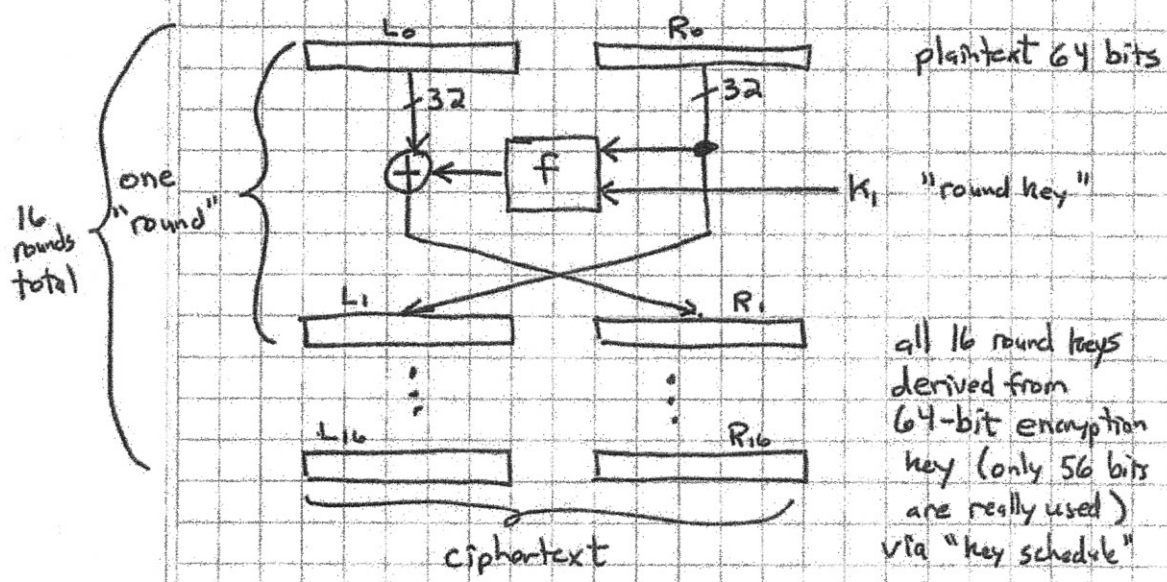 L₀
R₀
plaintext 64 bits
32
32
one
"round"
16
rounds
total
+
f
K₁ "round key"
L₁
R₁
all 16 round keys
derived from
64-bit encryption
key (only 56 bits
are really used)
via "key schedule"
L₁₆
R₁₆
ciphertext